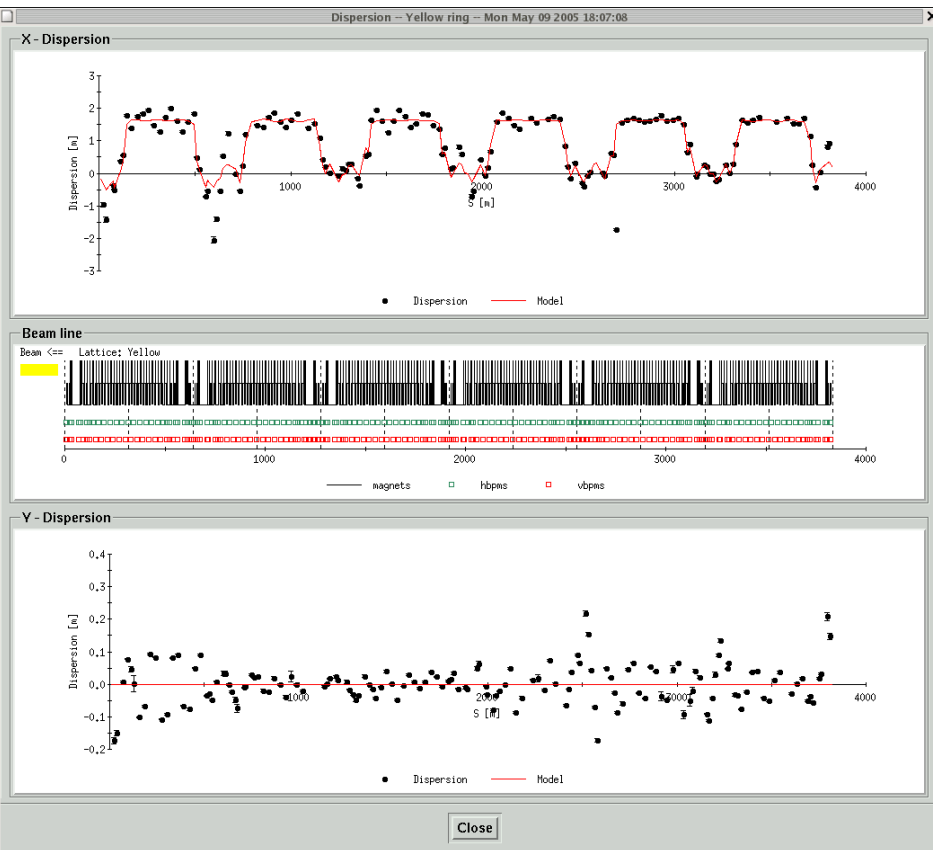 Dispersion -- Yellow ring -- Mon May 09 2005 18:07:08
X - Dispersion
3
2
1
0
-1
-2
-3
Dispersion [m]
1000
2000
3000
4000
S [m]
Dispersion
Model
Beam line
Beam <== Lattice: Yellow
0
1000
2000
3000
4000
magnets
hbpms
vbpms
Y - Dispersion
0.4
0.3
0.2
0.1
0.0
-0.1
-0.2
Dispersion [m]
1000
2000
3000
4000
S [m]
Dispersion
Model
Close